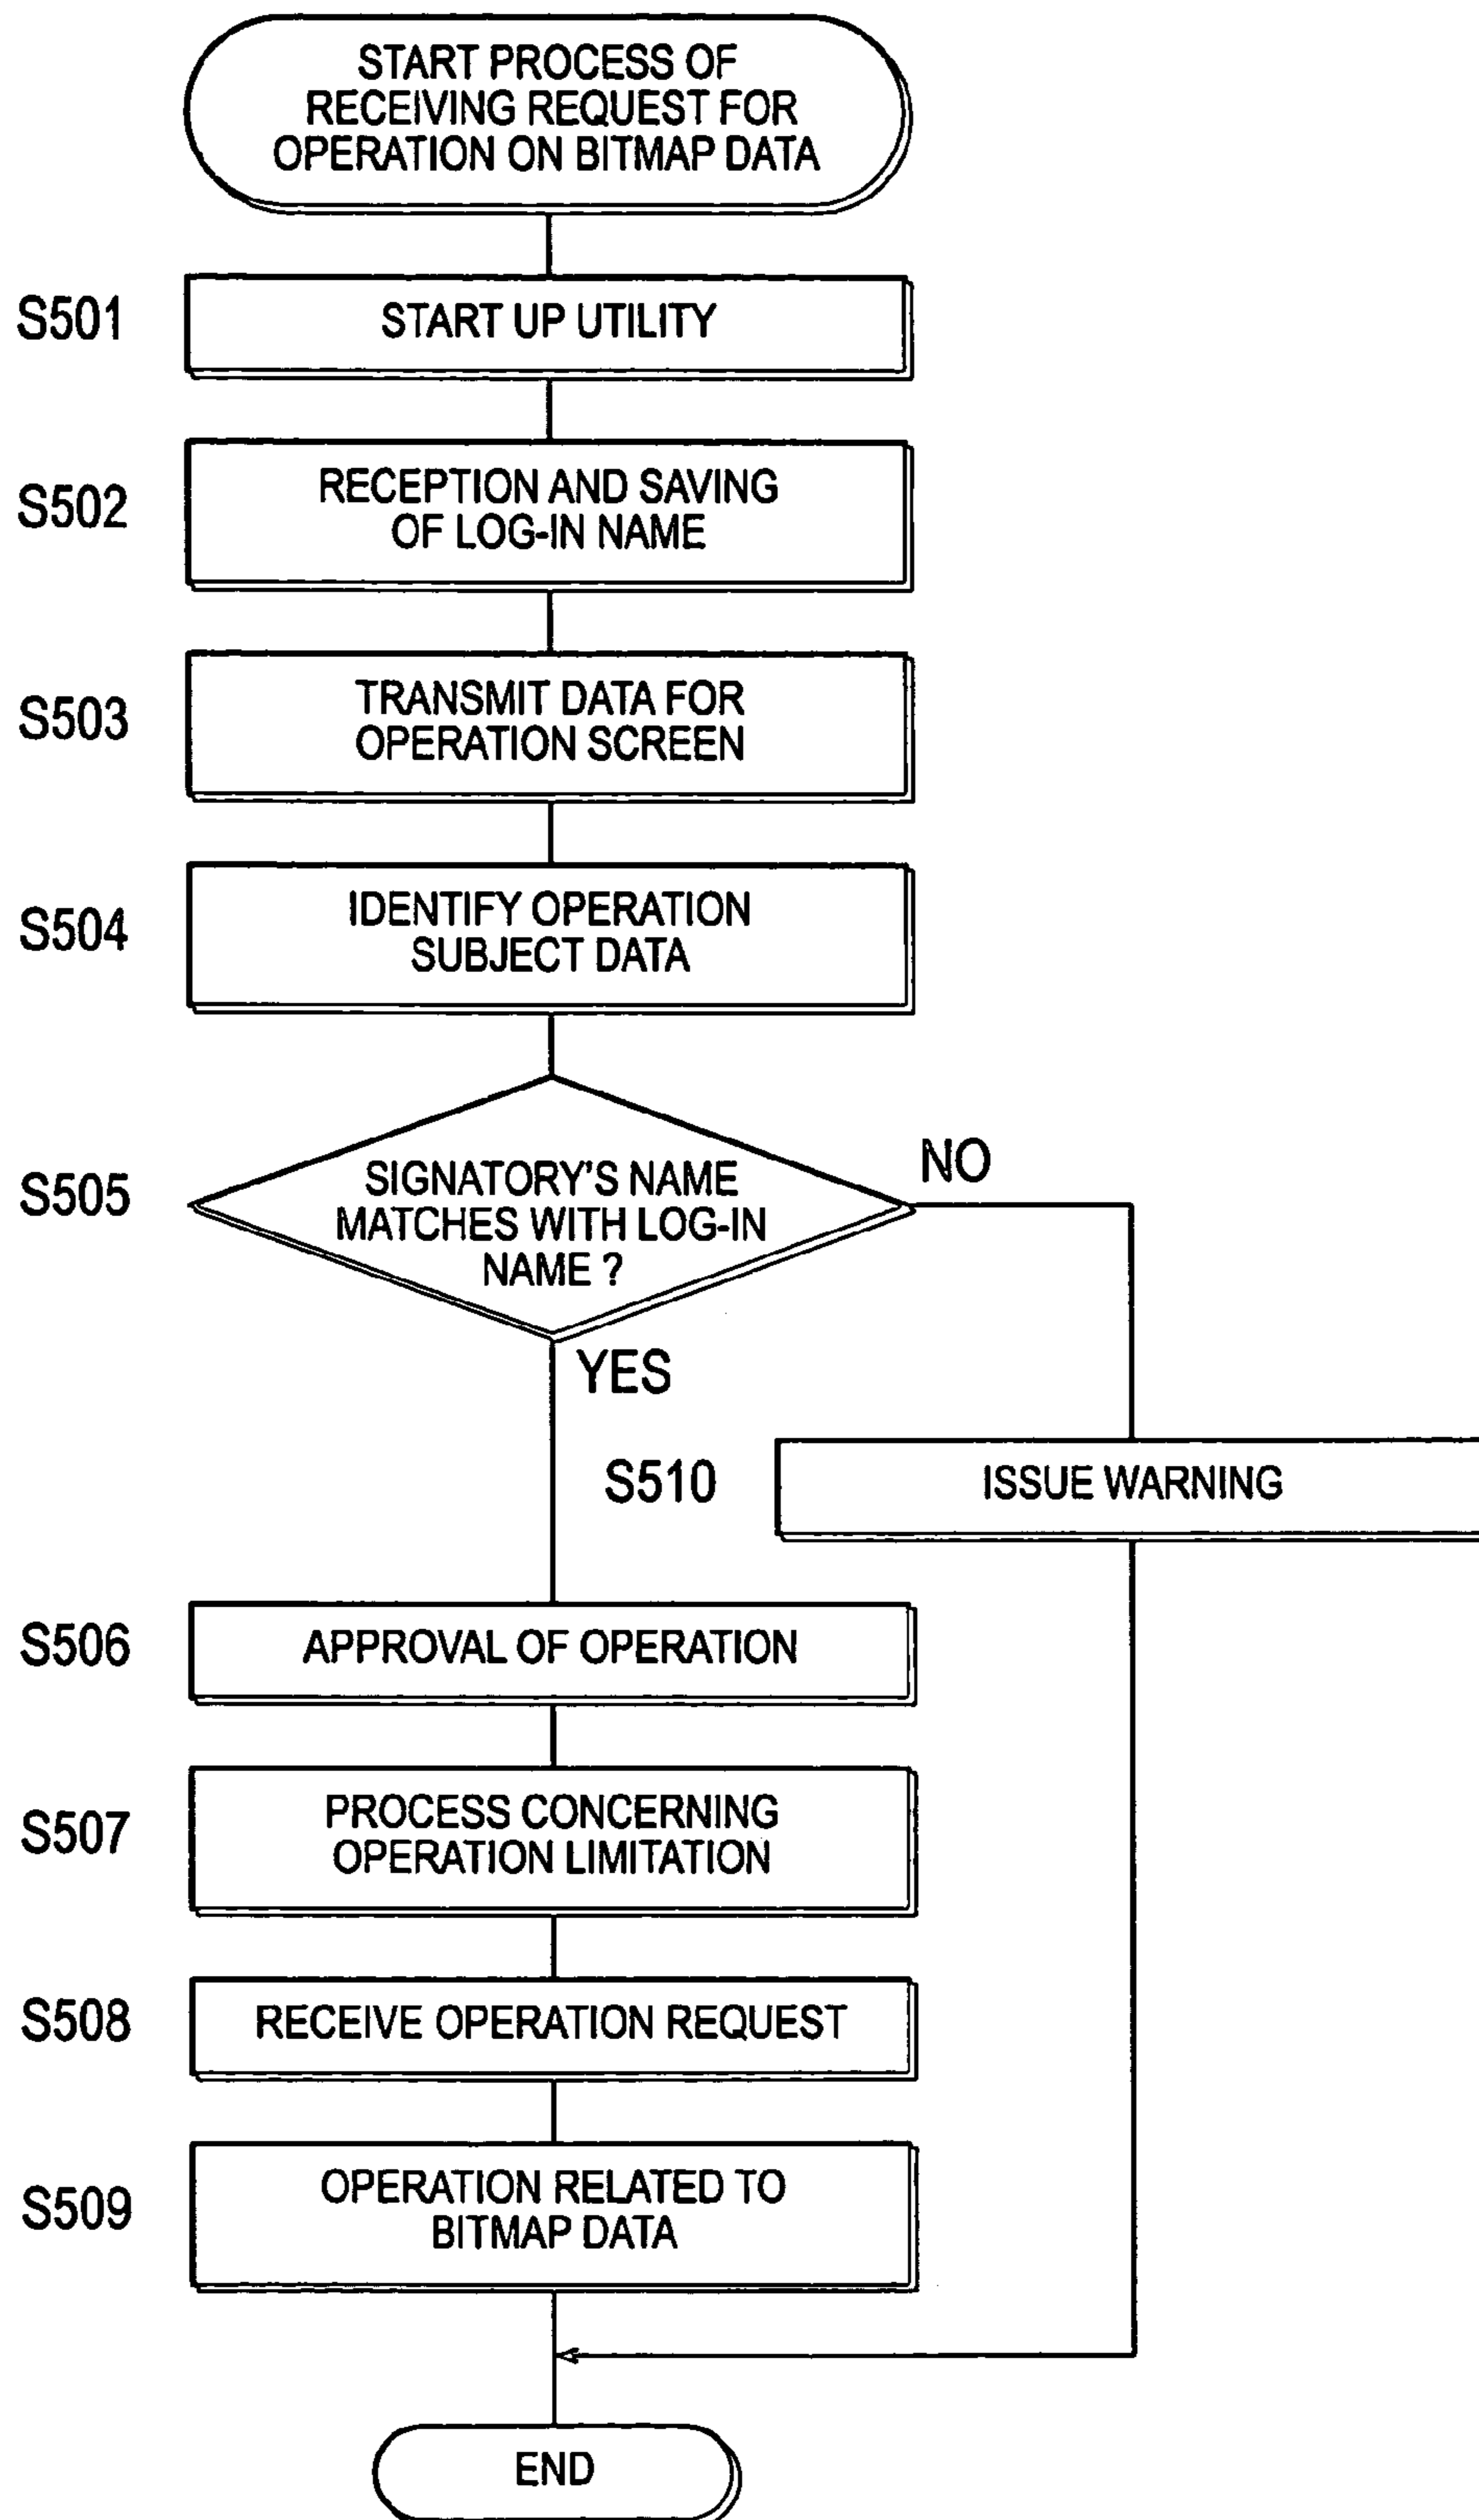 START PROCESS OF
RECEIVING REQUEST FOR
OPERATION ON BITMAP DATA
S501
START UP UTILITY
S502
RECEPTION AND SAVING
OF LOG-IN NAME
S503
TRANSMIT DATA FOR
OPERATION SCREEN
S504
IDENTIFY OPERATION
SUBJECT DATA
S505
SIGNATORY'S NAME
MATCHES WITH LOG-IN
NAME ?
NO
YES
S510
ISSUE WARNING
S506
APPROVAL OF OPERATION
S507
PROCESS CONCERNING
OPERATION LIMITATION
S508
RECEIVE OPERATION REQUEST
S509
OPERATION RELATED TO
BITMAP DATA
END